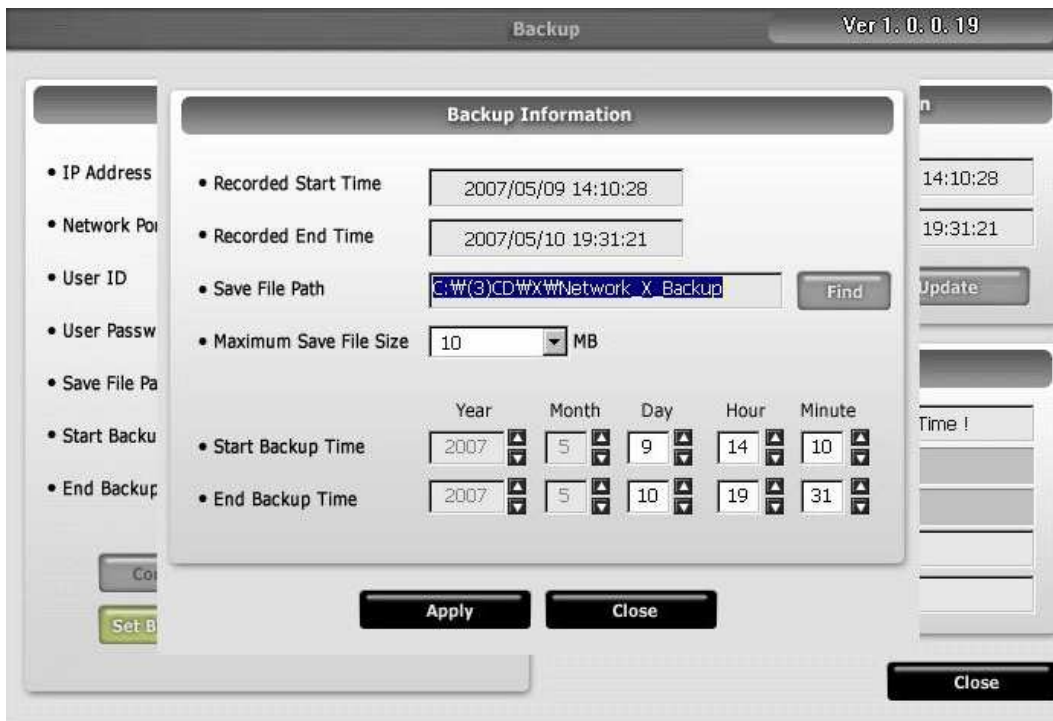 Backup
Ver 1. 0. 0. 19
Backup Information
• Recorded Start Time 2007/05/09 14:10:28
• Recorded End Time 2007/05/10 19:31:21
• Save File Path C:₩(3)CD₩X₩Network_X_Backup Find
• Maximum Save File Size 10 MB
Year Month Day Hour Minute
• Start Backup Time 2007 5 9 14 10
• End Backup Time 2007 5 10 19 31
Apply Close
• IP Address
• Network Por
• User ID
• User Passw
• Save File Pa
• Start Backu
• End Backup
Co
Set B
n
14:10:28
19:31:21
Update
Time !
Close